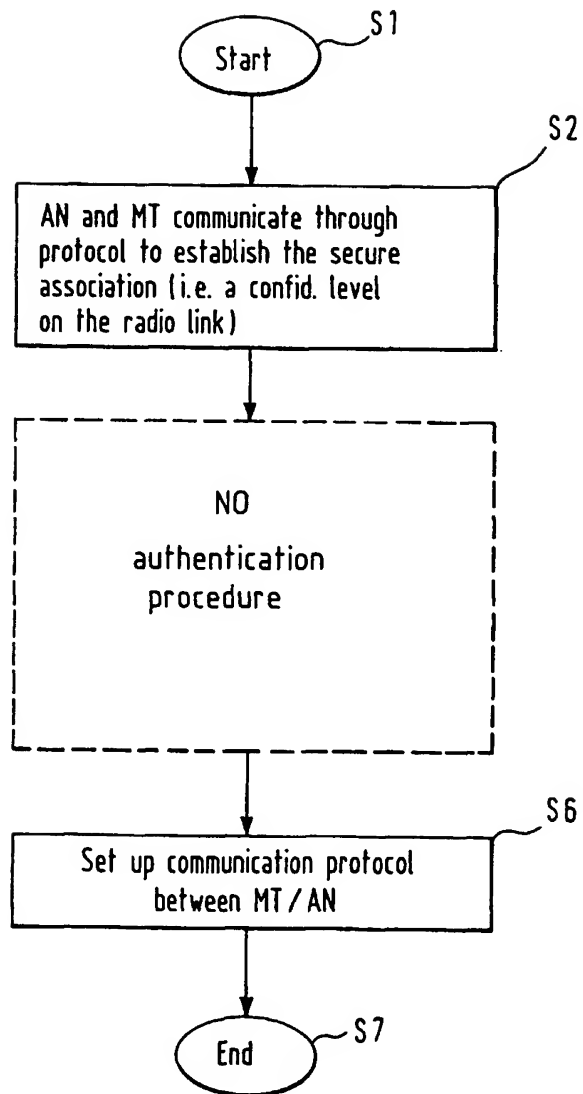 S1
Start
S2
AN and MT communicate through
protocol to establish the secure
association (i.e. a confid. level
on the radio link)
NO
authentication
procedure
S6
Set up communication protocol
between MT/AN
S7
End